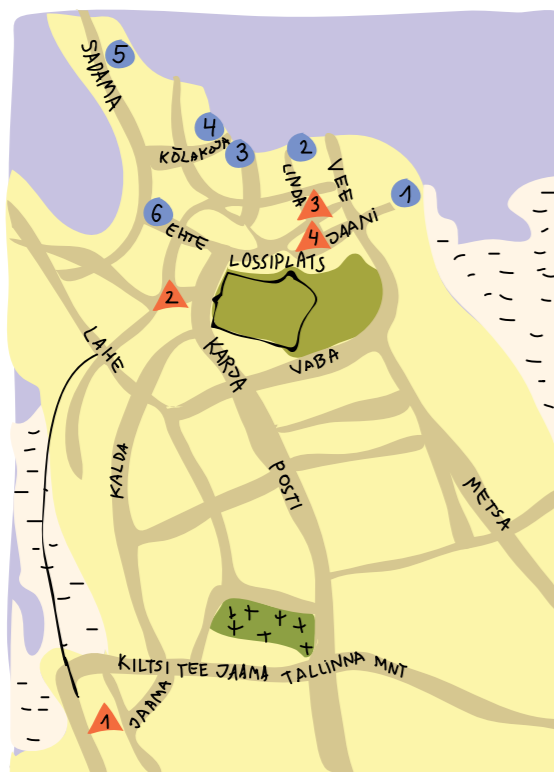 5
SADAMA
4
KÕLAKOJA
3
2
LINDA
VEE
1
3
6
EHTE
4
JAANI
LOSSIPLATS
2
LAHE
KARJA
VABA
KALDA
POSTI
METSA
KILTSI TEE JAAMA TALLINNA MNT
JAAMA
1